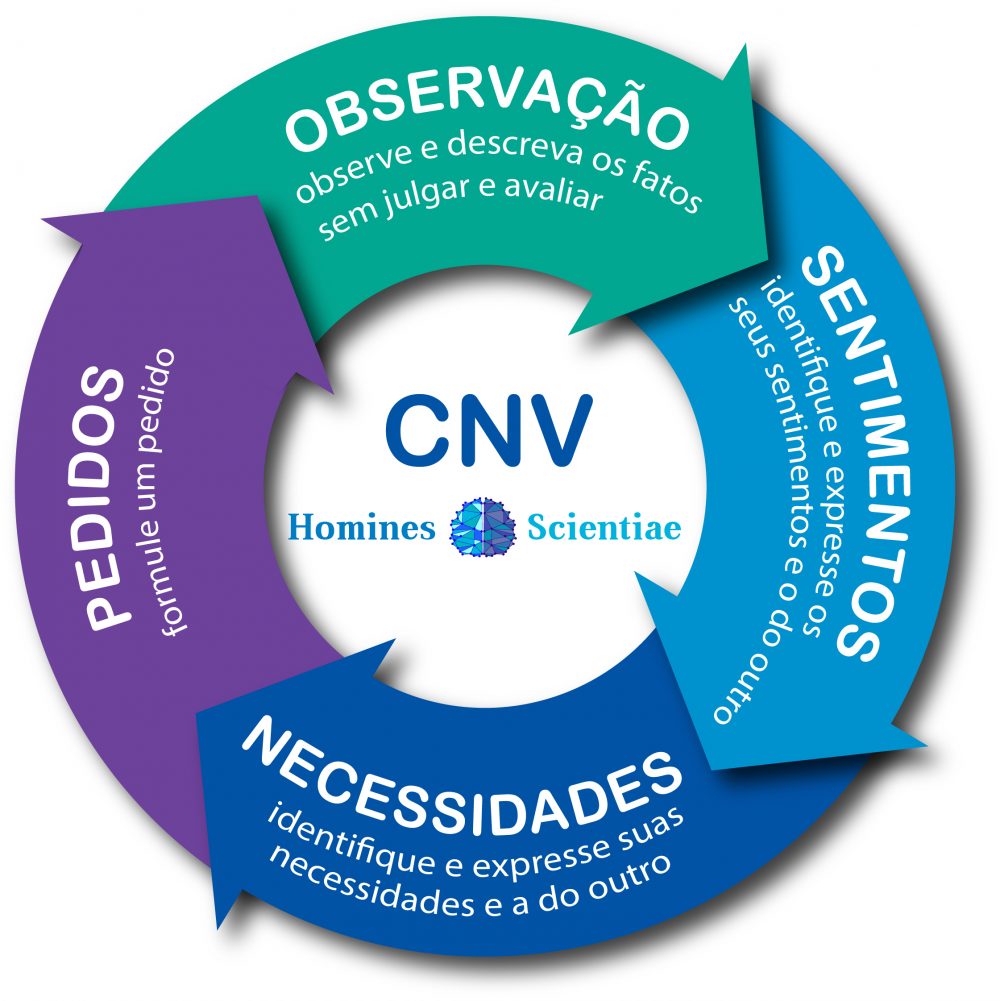 OBSERVAÇÃO
observe e descreva os fatos
sem julgar e avaliar
SENTIMENTOS
identifique e expresse os
seus sentimentos e o do outro
NECESSIDADES
identifique e expresse suas
necessidades e a do outro
PEDIDOS
formule um pedido
CNV
Homines Scientiae